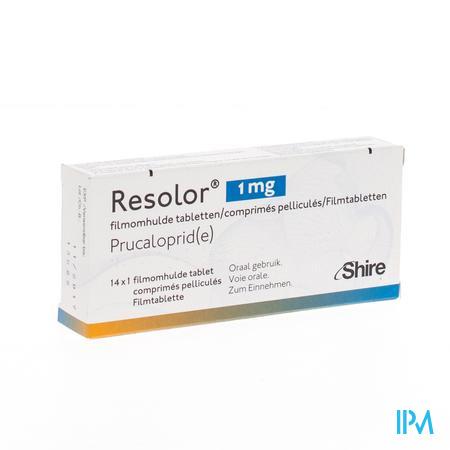 Resolor® 1 mg
filmomhulde tabletten/comprimés pelliculés/Filmtabletten
Prucaloprid(e)
14 x 1 filmomhulde tablet
comprimés pelliculés
Filmtablette
Oraal gebruik.
Voie orale.
Zum Einnehmen.
Shire
IPM